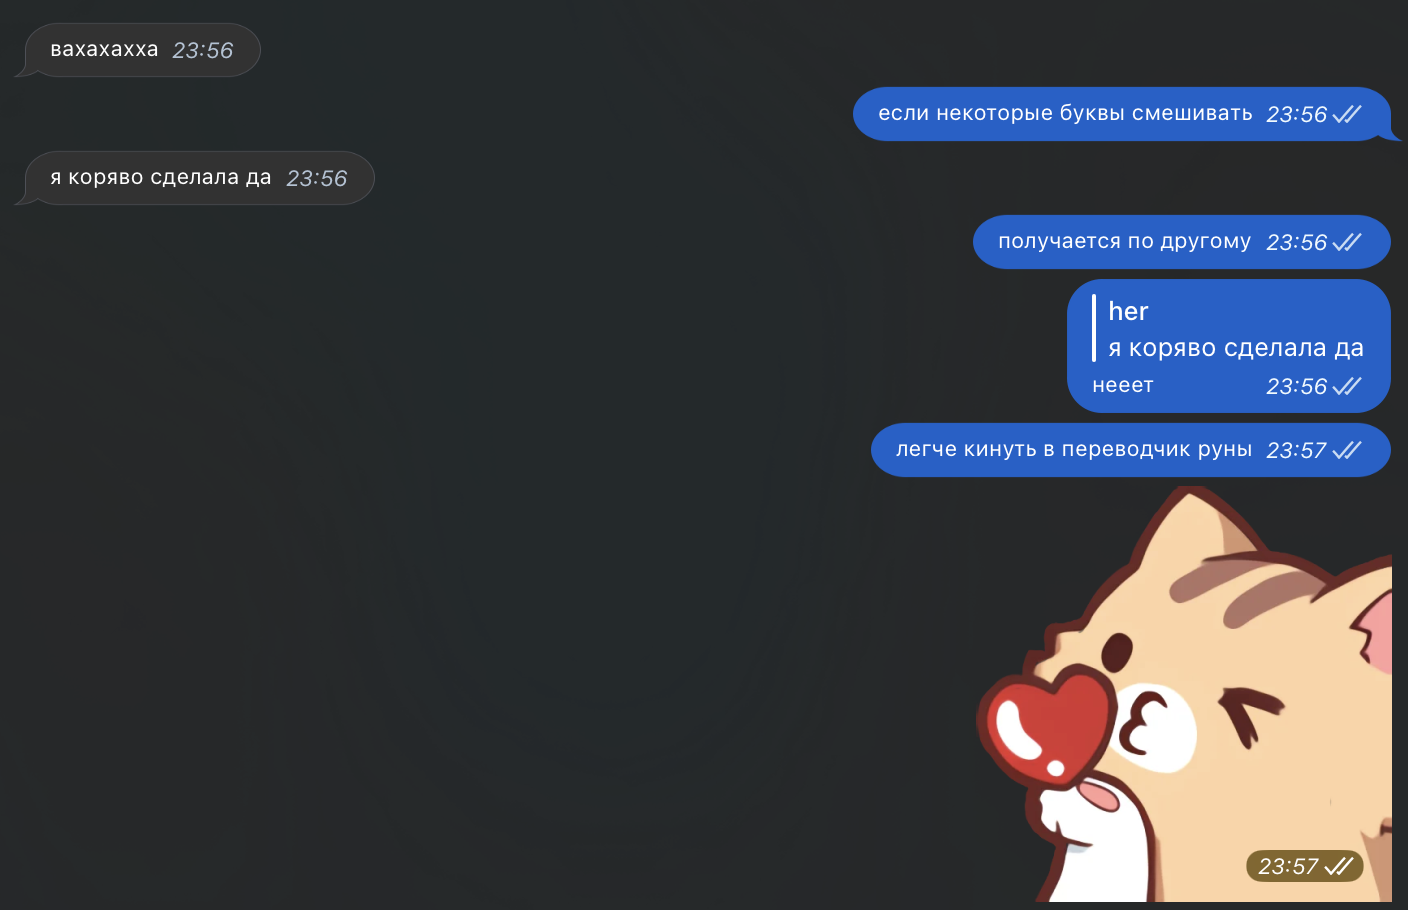 вахахахха 23:56
если некоторые буквы смешивать 23:56
я коряво сделала да 23:56
получается по другому 23:56
her
я коряво сделала да
нееет 23:56
легче кинуть в переводчик руны 23:57
23:57